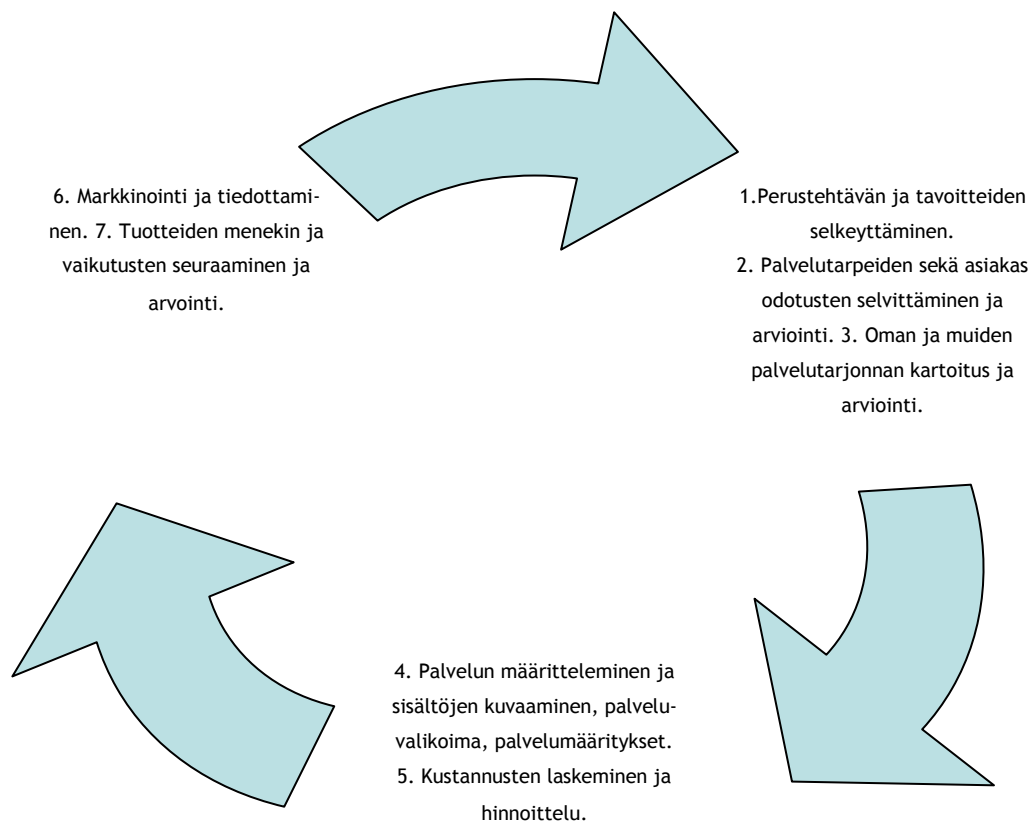 6. Markkinointi ja tiedottami-
nen. 7. Tuotteiden menekin ja
vaikutusten seuraaminen ja
arvointi.
1.Perustehtävän ja tavoitteiden
selkeyttäminen.
2. Palvelutarpeiden sekä asiakas
odotusten selvittäminen ja
arviointi. 3. Oman ja muiden
palvelutarjonnan kartoitus ja
arviointi.
4. Palvelun määritteleminen ja
sisältöjen kuvaaminen, palvelu-
valikoima, palvelumääritykset.
5. Kustannusten laskeminen ja
hinnoittelu.